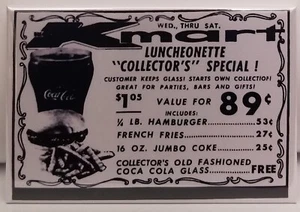 WED., THRU SAT.
Kmart
LUNCHEONETTE
"COLLECTOR'S" SPECIAL !
CUSTOMER KEEPS GLASS! STARTS OWN COLLECTION!
GREAT FOR PARTIES, BARS AND GIFTS!
$1.05 VALUE FOR 89¢
INCLUDES:
¼ LB. HAMBURGER 53¢
FRENCH FRIES 27¢
16 OZ. JUMBO COKE 25¢
COLLECTOR'S OLD FASHIONED
COCA COLA GLASS FREE
Coca-Cola